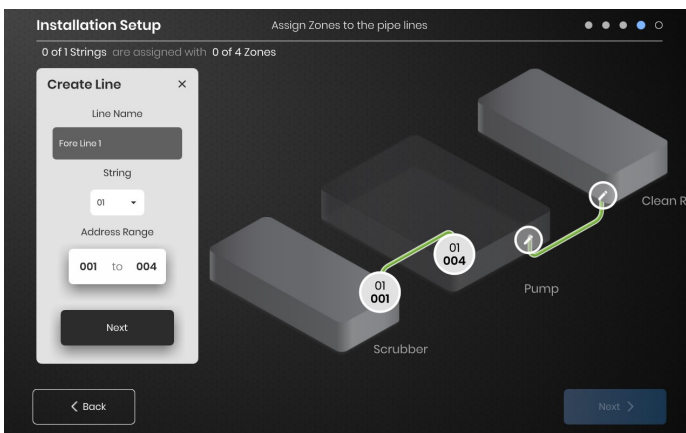 Installation Setup
Assign Zones to the pipe lines
0 of 1 Strings are assigned with 0 of 4 Zones
Create Line
×
Line Name
Fore Line 1
String
01
Address Range
001 to 004
Next
Clean R
01
004
01
001
Pump
Scrubber
Back
Next